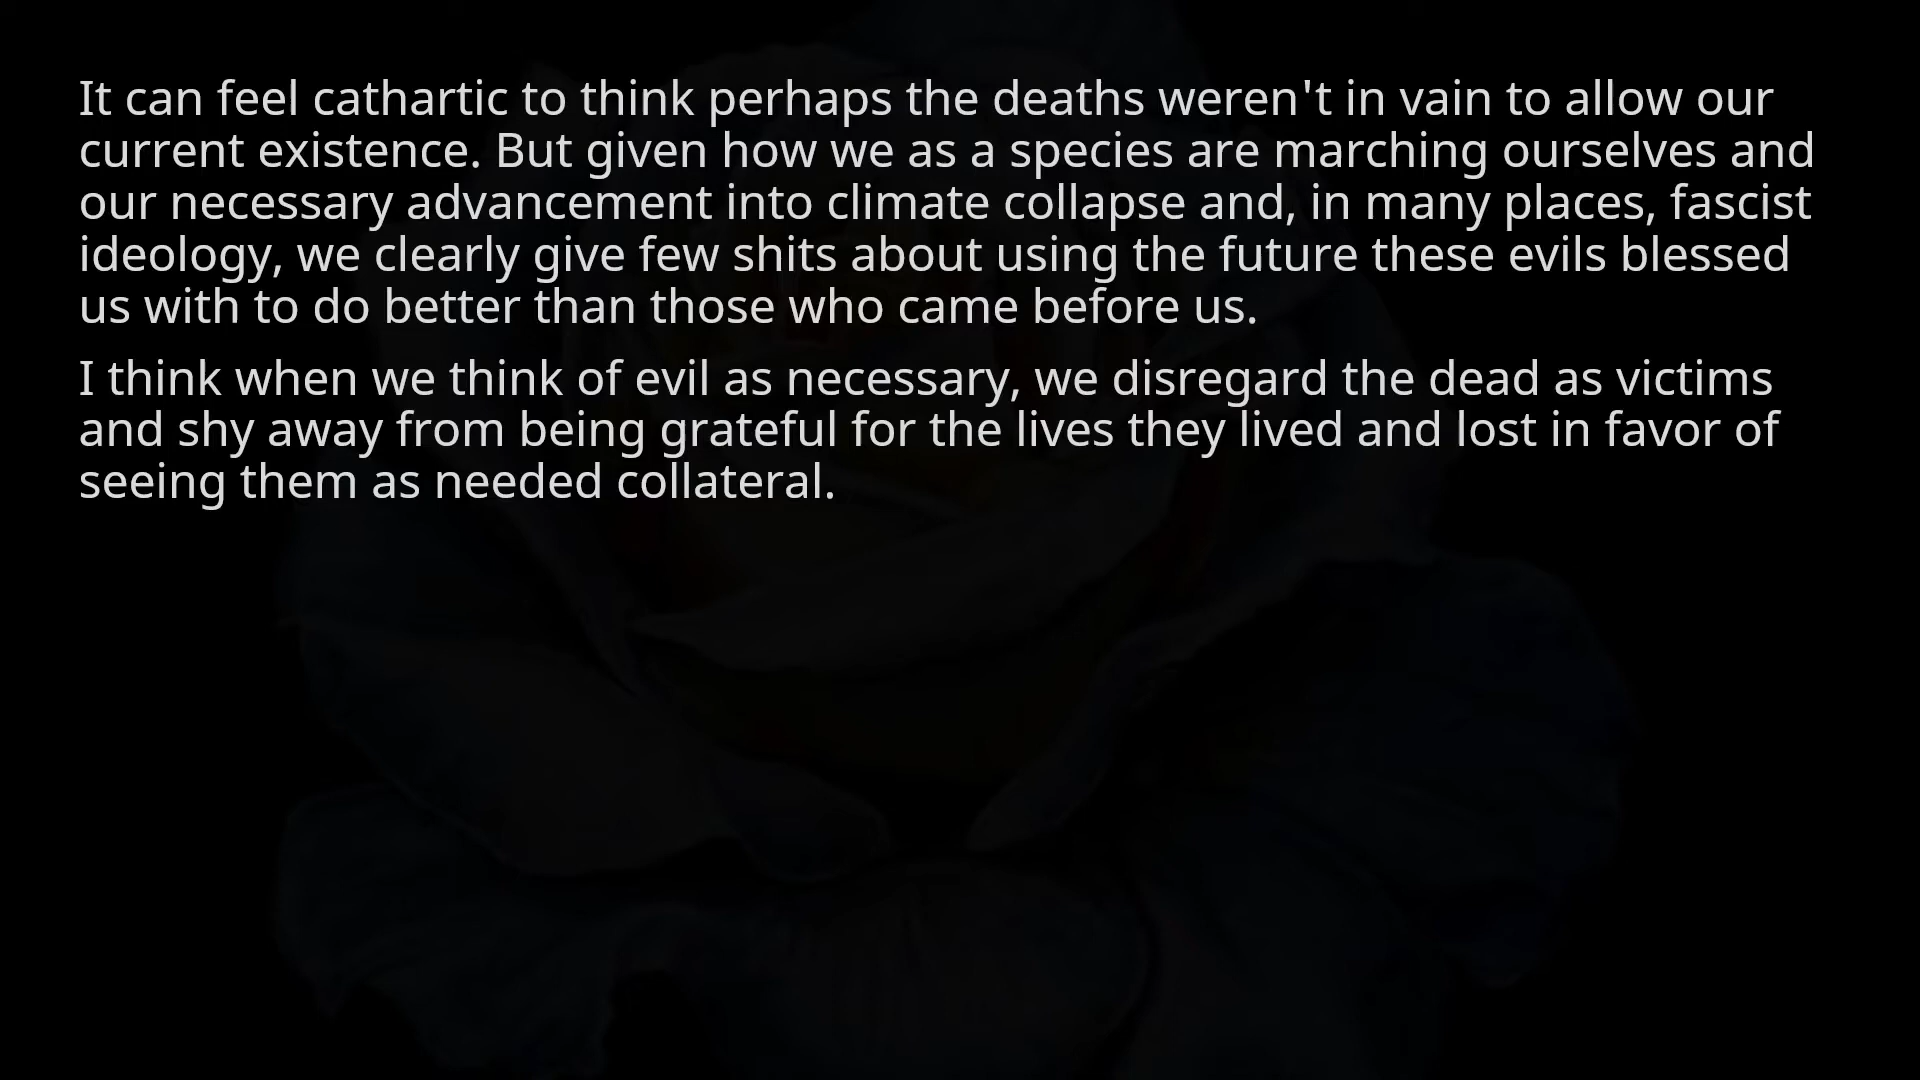 It can feel cathartic to think perhaps the deaths weren't in vain to allow our
current existence. But given how we as a species are marching ourselves and
our necessary advancement into climate collapse and, in many places, fascist
ideology, we clearly give few shits about using the future these evils blessed
us with to do better than those who came before us.
I think when we think of evil as necessary, we disregard the dead as victims
and shy away from being grateful for the lives they lived and lost in favor of
seeing them as needed collateral.